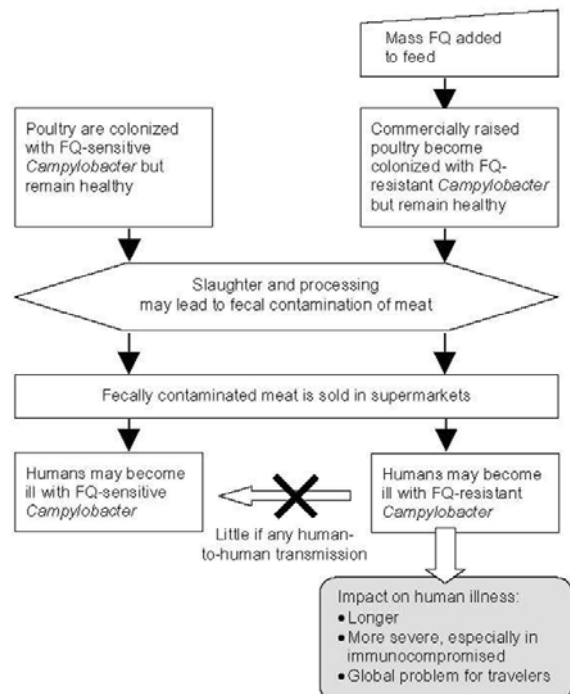 Mass FQ added
to feed
Poultry are colonized
with FQ-sensitive
Campylobacter but
remain healthy
Commercially raised
poultry become
colonized with FQ-
resistant Campylobacter
but remain healthy
Slaughter and processing
may lead to fecal contamination of meat
Fecally contaminated meat is sold in supermarkets
Humans may become
ill with FQ-sensitive
Campylobacter
Little if any human-
to-human transmission
Humans may become
ill with FQ-resistant
Campylobacter
Impact on human illness:
• Longer
• More severe, especially in
immunocompromised
• Global problem for travelers